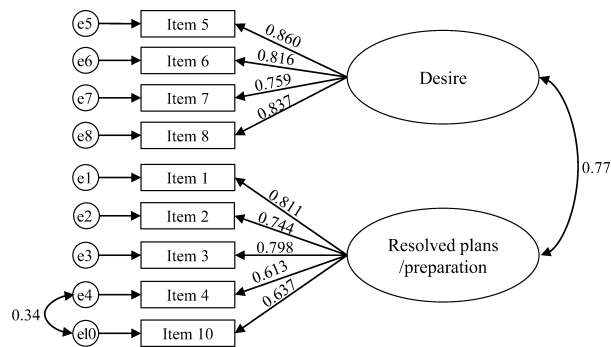 e5 Item 5 0.860
e6 Item 6 0.816
e7 Item 7 0.759
e8 Item 8 0.837
Desire
0.77
e1 Item 1 0.811
e2 Item 2 0.744
e3 Item 3 0.798
e4 Item 4 0.613
el0 Item 10 0.637
Resolved plans
/preparation
0.34